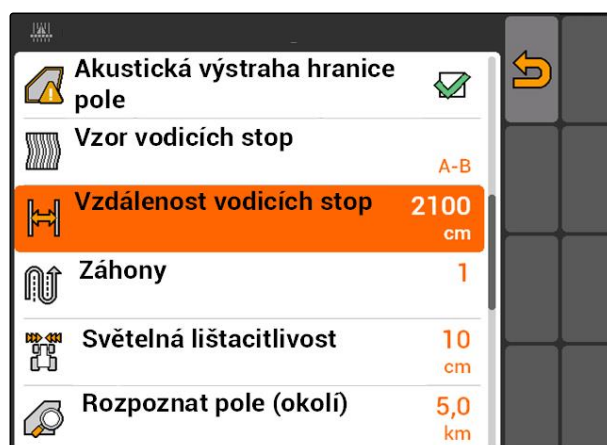 Akustická výstraha hranice
pole
Vzor vodicích stop
A-B
Vzdálenost vodicích stop 2100
cm
Záhony 1
Světelná lištacitlivost 10
cm
Rozpoznat pole (okolí) 5,0
km